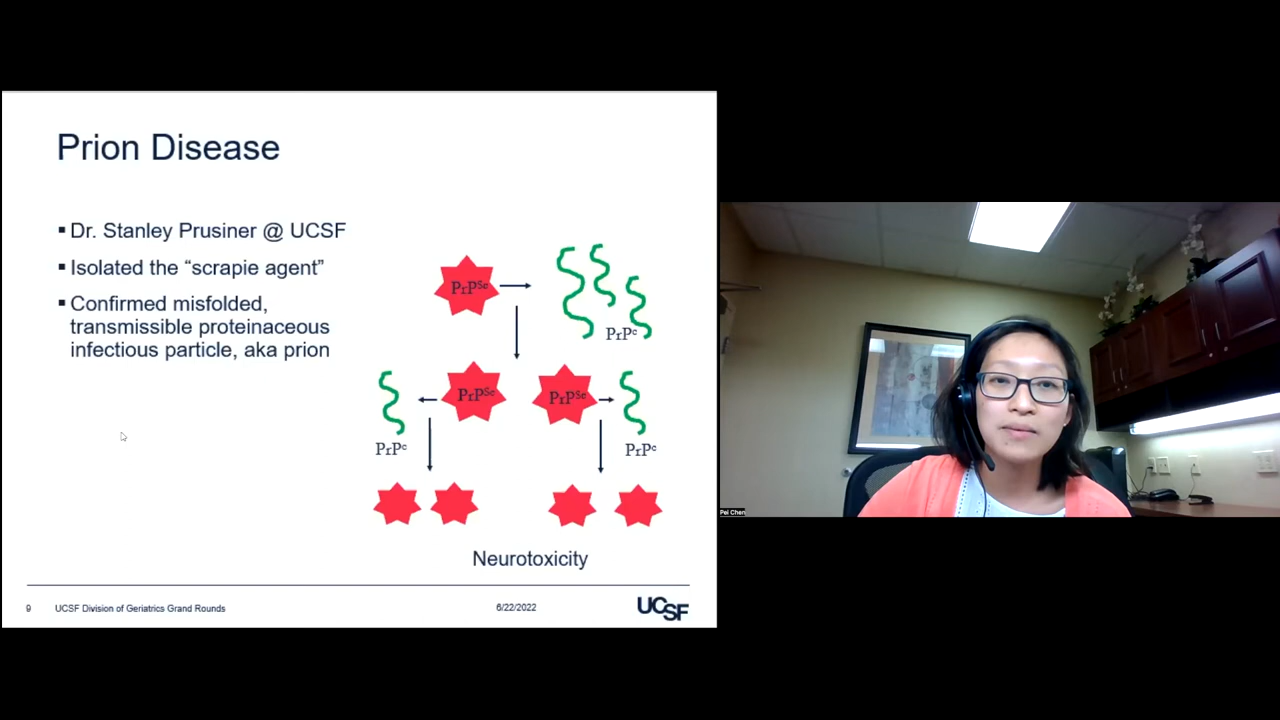 Prion Disease
▪ Dr. Stanley Prusiner @ UCSF
▪ Isolated the “scrapie agent”
▪ Confirmed misfolded,
transmissible proteinaceous
infectious particle, aka prion
PrPSc
PrPc
PrPSc
PrPSc
PrPc
PrPc
Neurotoxicity
9 UCSF Division of Geriatrics Grand Rounds 6/22/2022 UCSF
Pei Chen